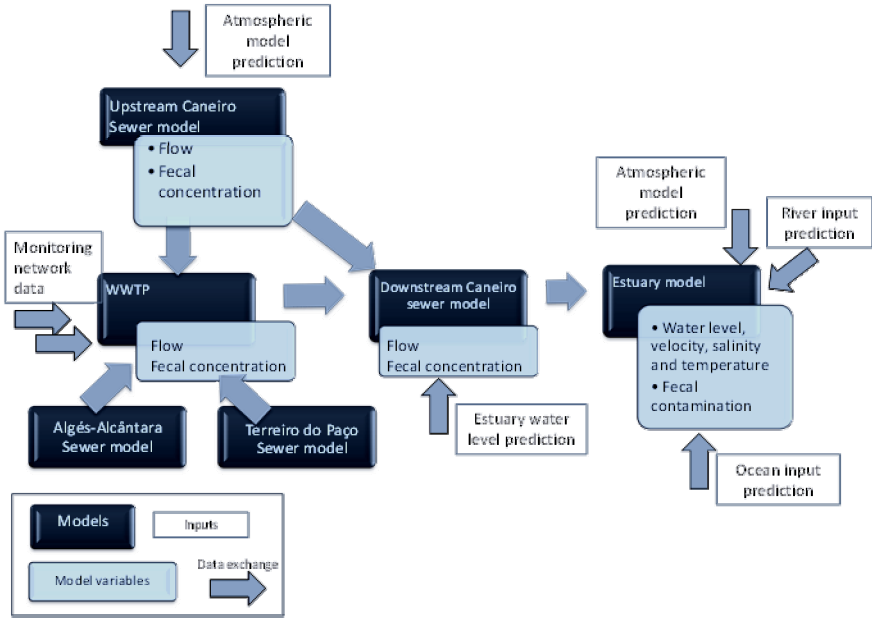 Atmospheric
model
prediction
Upstream Caneiro
Sewer model
• Flow
• Fecal
concentration
Atmospheric
model
prediction
River input
prediction
Monitoring
network
data
WWTP
Flow
Fecal concentration
Downstream Caneiro
sewer model
Flow
Fecal concentration
Estuary model
• Water level,
velocity, salinity
and temperature
• Fecal
contamination
Algés-Alcântara
Sewer model
Terreiro do Paço
Sewer model
Estuary water
level prediction
Ocean input
prediction
Models
Inputs
Model variables
Data exchange